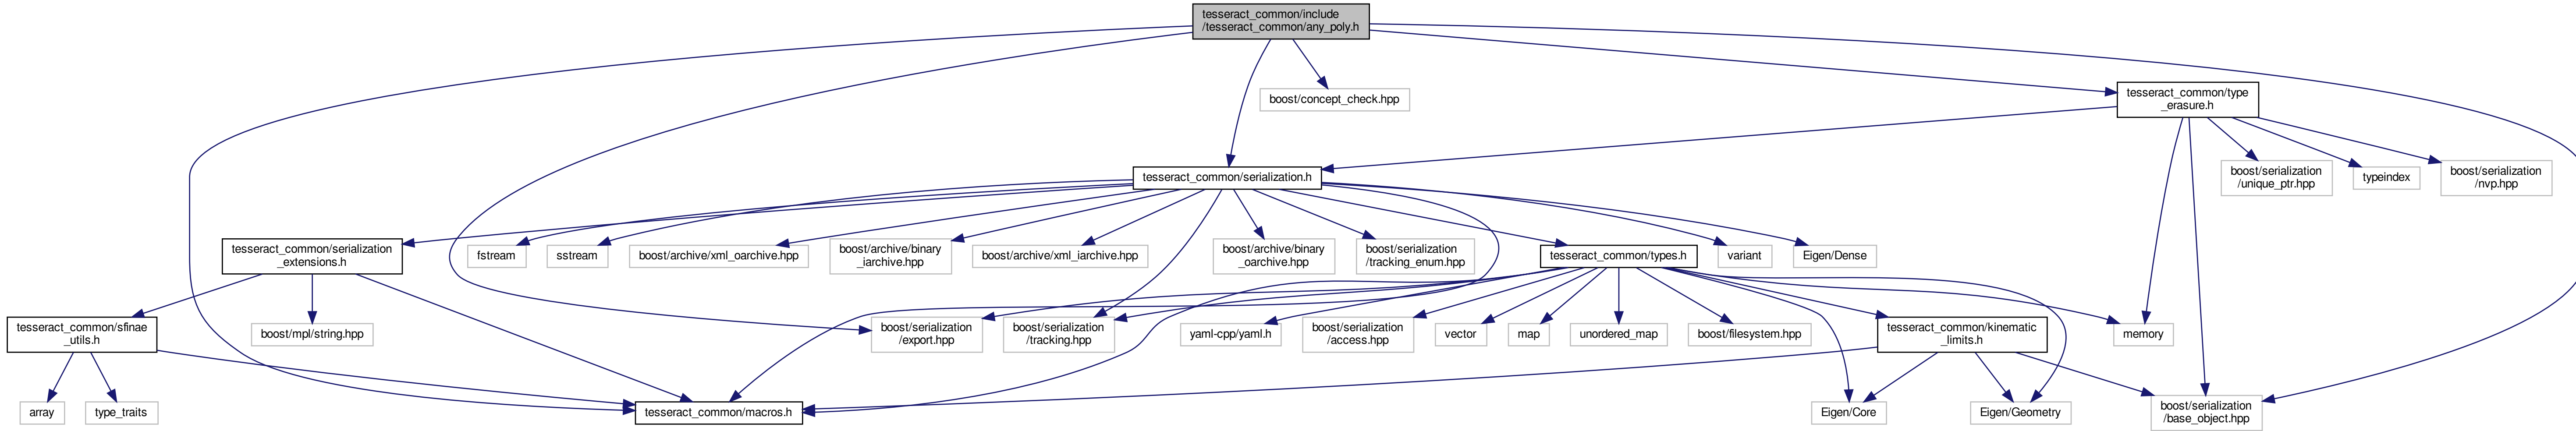 tesseract_common/include
/tesseract_common/any_poly.h
boost/concept_check.hpp
tesseract_common/type
_erasure.h
tesseract_common/serialization.h
boost/serialization
/unique_ptr.hpp
typeindex
boost/serialization
/nvp.hpp
tesseract_common/serialization
_extensions.h
fstream
sstream
boost/archive/xml_oarchive.hpp
boost/archive/binary
_iarchive.hpp
boost/archive/xml_iarchive.hpp
boost/archive/binary
_oarchive.hpp
boost/serialization
/tracking_enum.hpp
tesseract_common/types.h
variant
Eigen/Dense
tesseract_common/sfinae
_utils.h
boost/mpl/string.hpp
boost/serialization
/export.hpp
boost/serialization
/tracking.hpp
yaml-cpp/yaml.h
boost/serialization
/access.hpp
vector
map
unordered_map
boost/filesystem.hpp
tesseract_common/kinematic
_limits.h
memory
array
type_traits
tesseract_common/macros.h
Eigen/Core
Eigen/Geometry
boost/serialization
/base_object.hpp